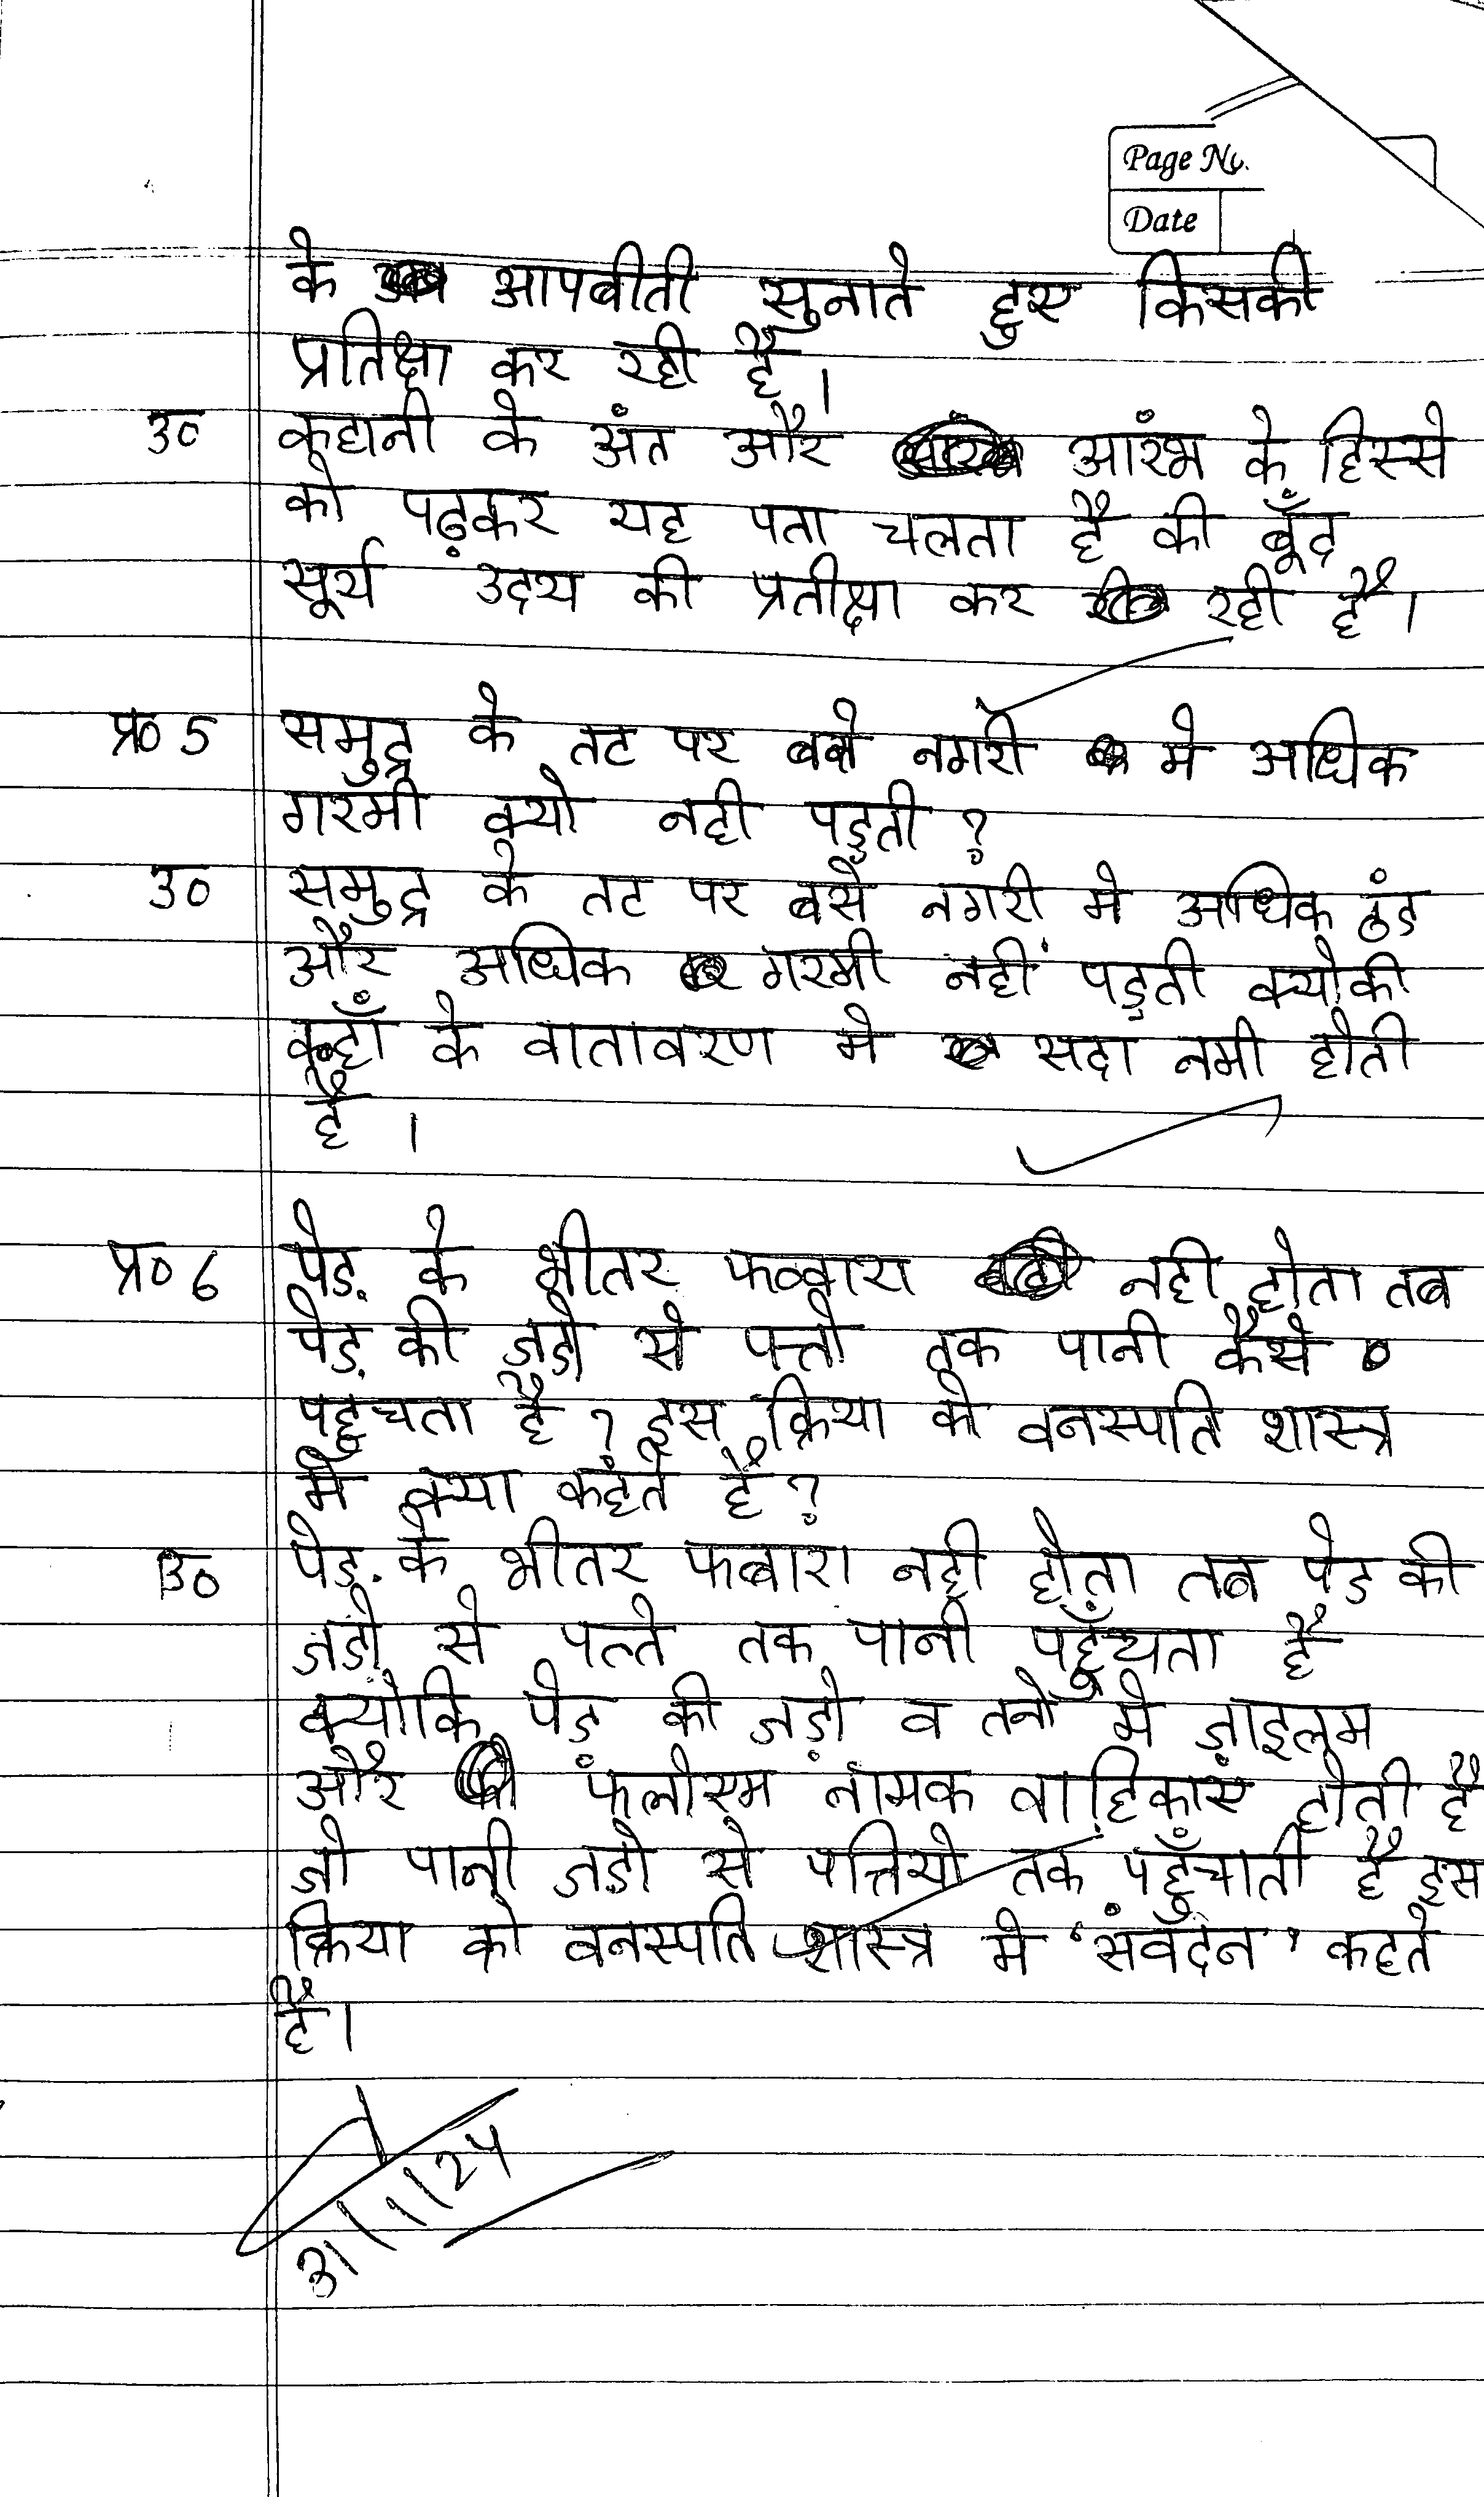 Page No.
Date
के आपबीती सुनाते हुए किसकी
प्रतिक्षा कर रही है।
उ० कहानी के अंत और आरंभ के हिस्से
को पढ़कर यह पता चलता है की बूँद
सूर्य उदय की प्रतीक्षा कर रही है।
प्र० 5 समुद्र के तट पर बसे नगरो मे अधिक
गरमी क्यो नही पड़ती ?
उ० समुद्र के तट पर बसे नगरो मे अधिक ठंड
और अधिक गरमी नहीं पड़ती क्योकी
वहाँ के वातावरण मे सदा नमी होती
है ।
प्र० 6 पेड़ के भीतर फव्वारा नही होता तब
पेड़ की जड़ो से पत्तो तक पानी कैसे
पहुचता है ? इस क्रिया को वनस्पति शास्त्र
मे क्या कहते है ?
उ० पेड़ के भीतर फब्बारा नही होता तब पेड की
जडो से पत्ते तक पानी पहुँचता है
क्योकि पेड की जड़ो व तनो मे जाइलम
और फ्लोएम नामक वाहिकाएं होती है
जो पानी जडो से पत्तियो तक पहुँचाती है इस
क्रिया को वनस्पति शास्त्र मे 'संवदन' कहते
है।
31/1/24